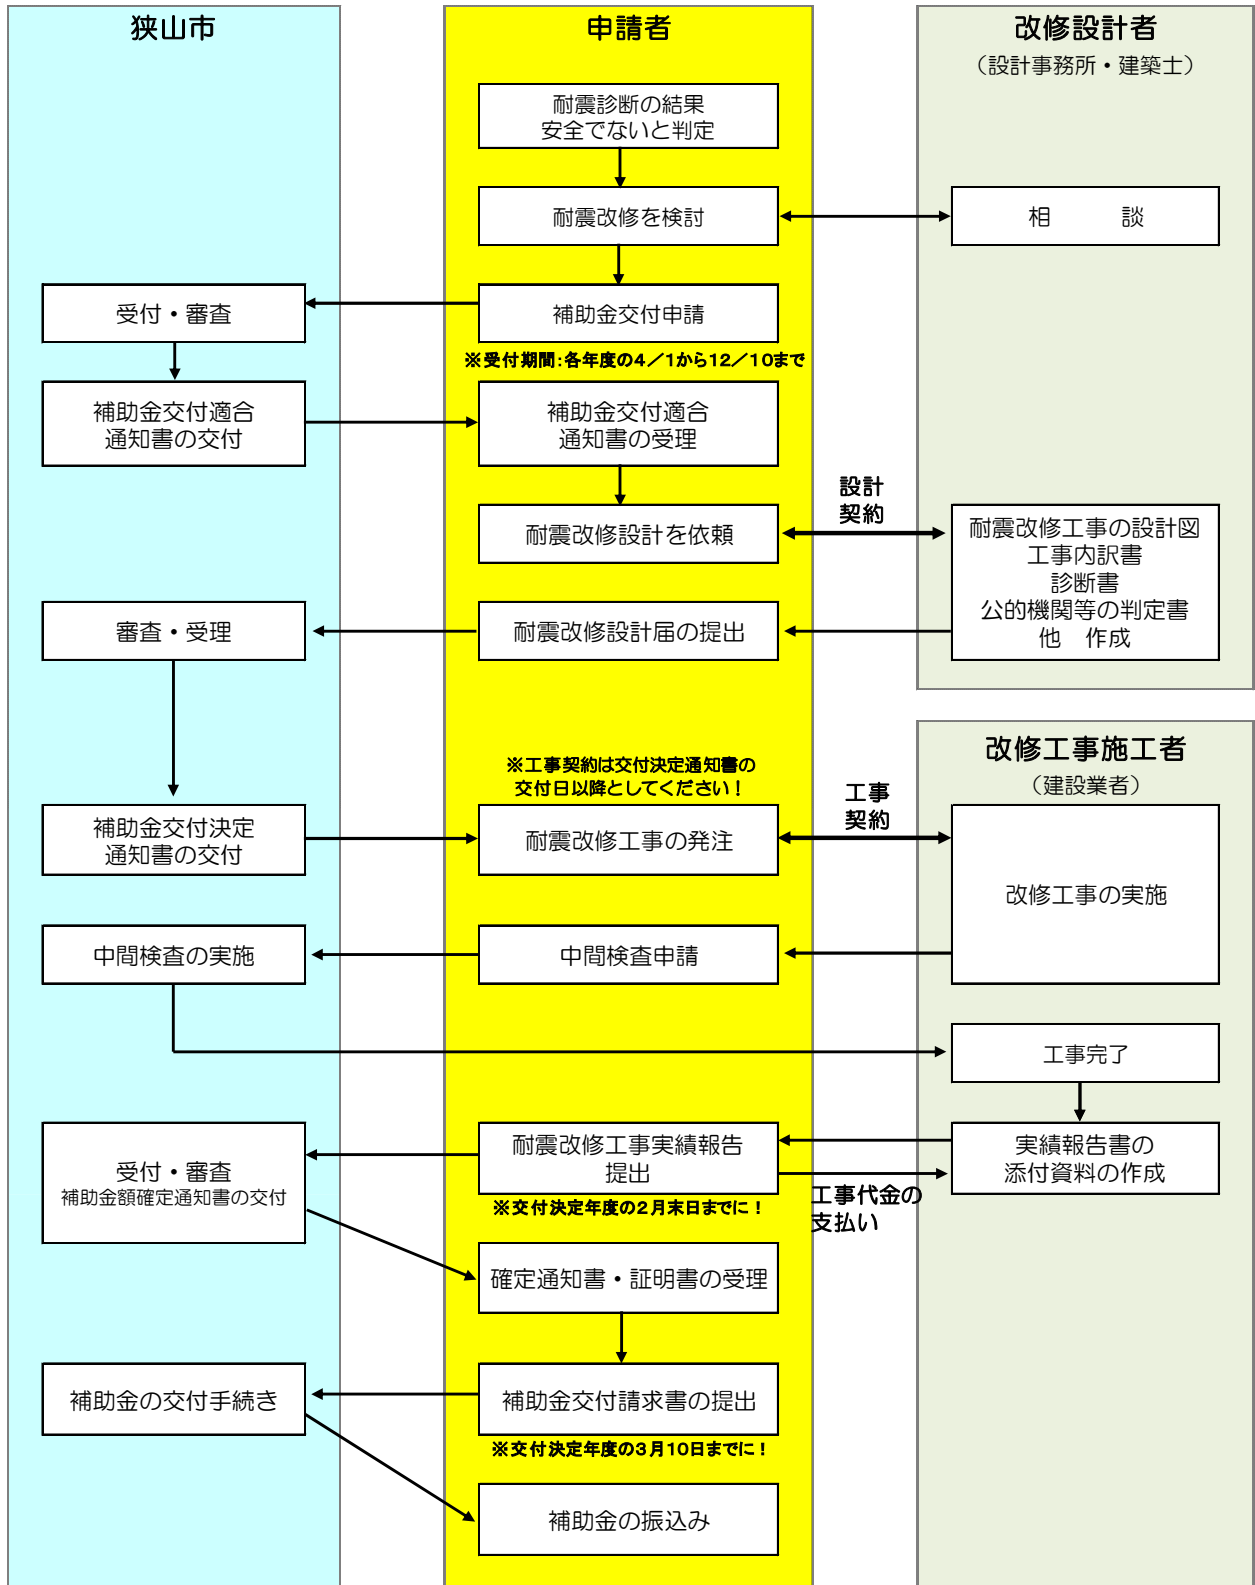 狭山市
申請者
改修設計者
（設計事務所・建築士）
耐震診断の結果
安全でないと判定
耐震改修を検討
相　　　談
受付・審査
補助金交付申請
※受付期間：各年度の4／1から12／10まで
補助金交付適合
通知書の交付
補助金交付適合
通知書の受理
設計
契約
耐震改修設計を依頼
耐震改修工事の設計図
工事内訳書
診断書
公的機関等の判定書
他　作成
審査・受理
耐震改修設計届の提出
改修工事施工者
（建設業者）
※工事契約は交付決定通知書の
交付日以降としてください！
工事
契約
補助金交付決定
通知書の交付
耐震改修工事の発注
改修工事の実施
中間検査の実施
中間検査申請
工事完了
受付・審査
補助金額確定通知書の交付
耐震改修工事実績報告
提出
実績報告書の
添付資料の作成
※交付決定年度の2月末日までに！
工事代金の
支払い
確定通知書・証明書の受理
補助金の交付手続き
補助金交付請求書の提出
※交付決定年度の3月10日までに！
補助金の振込み